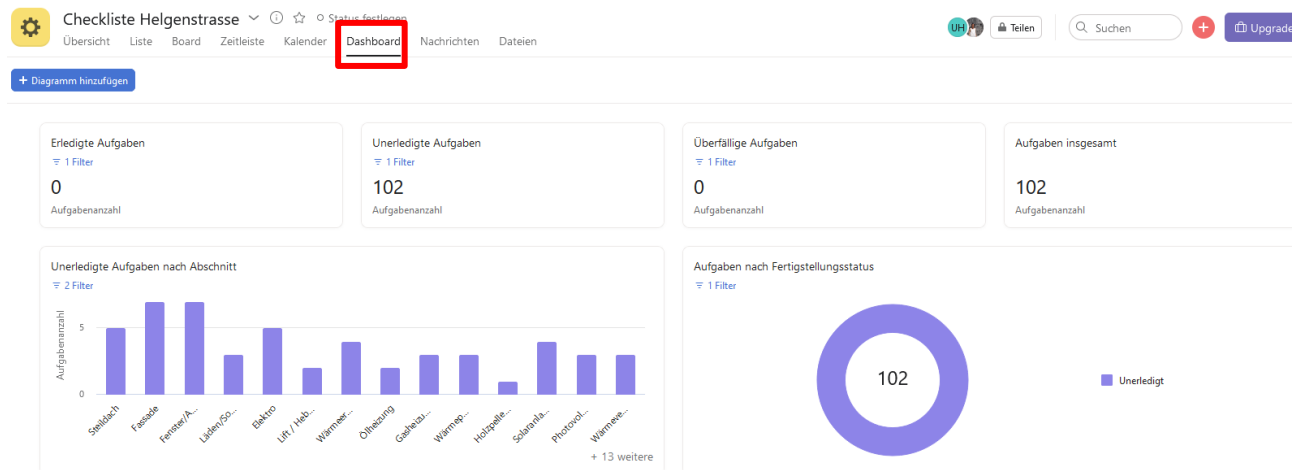 Checkliste Helgenstrasse
Status festlegen
Übersicht Liste Board Zeitleiste Kalender Dashboard Nachrichten Dateien
UH
Teilen
Suchen
Upgrade
+ Diagramm hinzufügen
Erledigte Aufgaben
1 Filter
0
Aufgabenanzahl
Unerledigte Aufgaben
1 Filter
102
Aufgabenanzahl
Überfällige Aufgaben
1 Filter
0
Aufgabenanzahl
Aufgaben insgesamt
102
Aufgabenanzahl
Unerledigte Aufgaben nach Abschnitt
2 Filter
Aufgabenanzahl
5
0
Steildach
Fassade
Fenster/A...
Läden/So...
Elektro
Lift / Heb...
Wärmeer...
Ölheizung
Gasheizu...
Wärmep...
Holzpelle...
Solaranla...
Photovol...
Wärmeve...
+ 13 weitere
Aufgaben nach Fertigstellungsstatus
1 Filter
102
Unerledigt